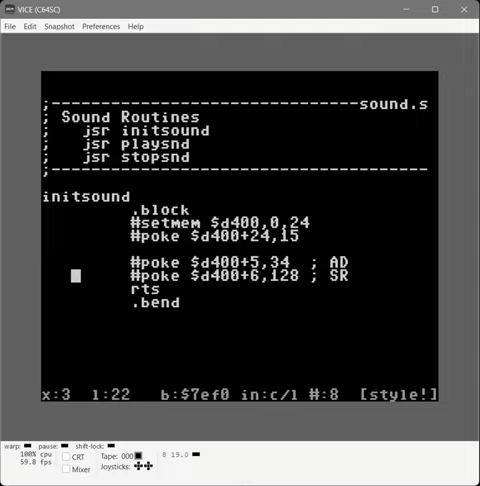 VICE (C64SC)
File Edit Snapshot Preferences Help
;-------------------------------sound.s
; Sound Routines
;   jsr initsound
;   jsr playsnd
;   jsr stopsnd
;--------------------------------------
initsound
.block
#setmem $d400,0,24
#poke $d400+24,15
#poke $d400+5,34  ; AD
#poke $d400+6,128 ; SR
rts
.bend
x:3  l:22   b:$7ef0 in:c/l #:8  [style!]
warp: pause: shift-lock:
100% cpu
59.8 fps
CRT
Mixer
Tape: 000
Joysticks:
8 19.0